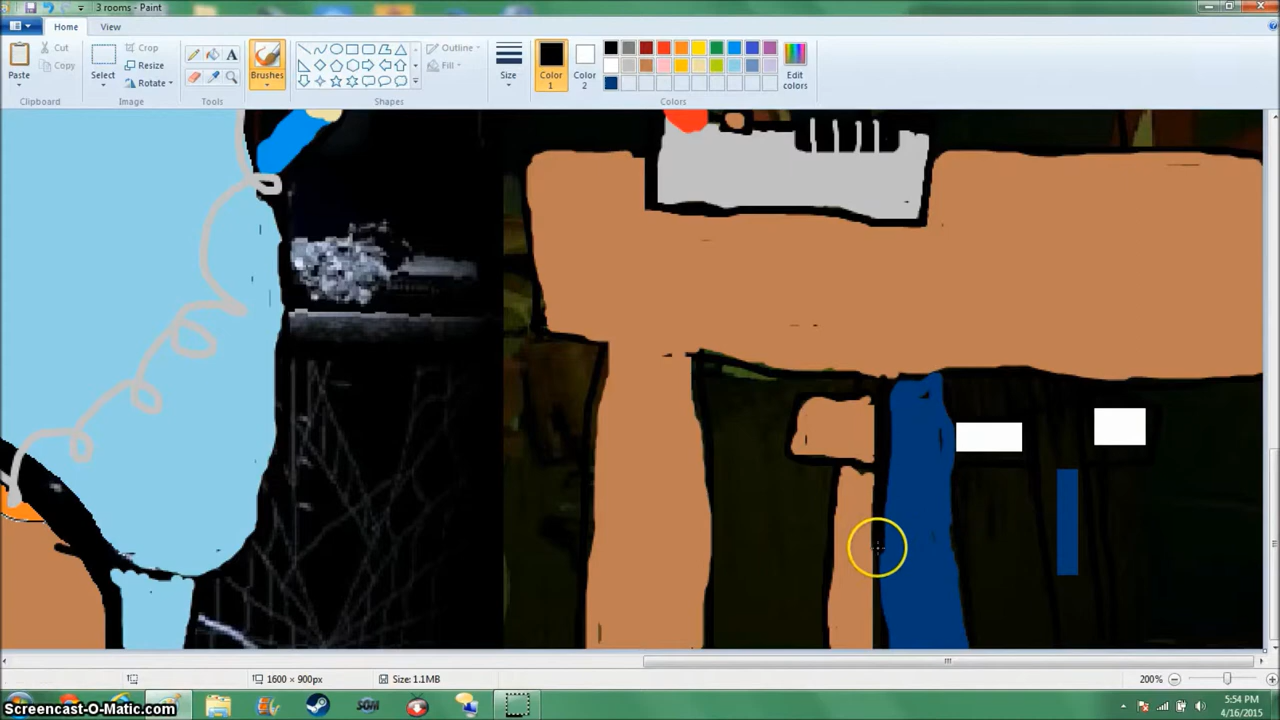 3 rooms - Paint
Home View
Paste
Cut
Copy
Clipboard
Select
Crop
Resize
Rotate
Image
A
Tools
Brushes
Outline
Fill
Shapes
Size
Color 1
Color 2
Edit colors
Colors
1600 × 900px
Size: 1.1MB
200%
SOM
5:54 PM
4/16/2015
Screencast-O-Matic.com